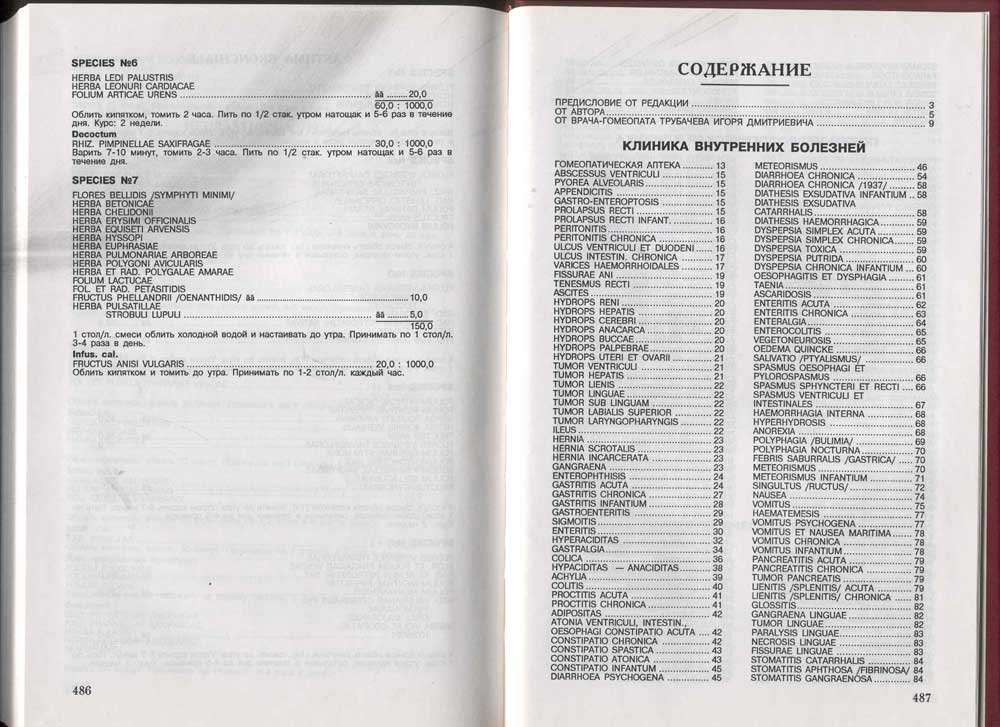 SPECIES №6
HERBA LEDI PALUSTRIS
HERBA LEONURI CARDIACAE
FOLIUM ARTICAE URENS ........ āā ........ 20,0
60,0 : 1000,0
Облить кипятком, томить 2 часа. Пить по 1/2 стак. утром натощак и 5-6 раз в течение
дня. Курс: 2 недели.
Decoctum
RHIZ. PIMPINELLAE SAXIFRAGAE ........ 30,0 : 1000,0
Варить 7-10 минут, томить 2-3 часа. Пить по 1/2 стак. утром натощак и 5-6 раз в
течение дня.
SPECIES №7
FLORES BELLIDIS /SYMPHYTI MINIMI/
HERBA BETONICAE
HERBA CHELIDONII
HERBA ERYSIMI OFFICINALIS
HERBA EQUISETI ARVENSIS
HERBA HYSSOPI
HERBA EUPHRASIAE
HERBA PULMONARIAE ARBOREAE
HERBA POLYGONI AVICULARIS
HERBA ET RAD. POLYGALAE AMARAE
FOLIUM LACTUCAE
FOL. ET RAD. PETASITIDIS
FRUCTUS PHELLANDRII /OENANTHIDIS/ āā ........ 10,0
HERBA PULSATILLAE
STROBULI LUPULI ........ āā ........ 5,0
150,0
1 стол/л. смеси облить холодной водой и настаивать до утра. Принимать по 1 стол/л.
3-4 раза в день.
Infus. cal.
FRUCTUS ANISI VULGARIS ........ 20,0 : 1000,0
Облить кипятком и томить до утра. Принимать по 1-2 стол/л. каждый час.
486
СОДЕРЖАНИЕ
ПРЕДИСЛОВИЕ ОТ РЕДАКЦИИ ........ 3
ОТ АВТОРА ........ 5
ОТ ВРАЧА-ГОМЕОПАТА ТРУБАЧЕВА ИГОРЯ ДМИТРИЕВИЧА ........ 9
КЛИНИКА ВНУТРЕННИХ БОЛЕЗНЕЙ
ГОМЕОПАТИЧЕСКАЯ АПТЕКА ........ 13
ABSCESSUS VENTRICULI ........ 15
PYOREA ALVEOLARIS ........ 15
APPENDICITIS ........ 15
GASTRO-ENTEROPTOSIS ........ 15
PROLAPSUS RECTI ........ 15
PROLAPSUS RECTI INFANT. ........ 16
PERITONITIS ........ 16
PERITONITIS CHRONICA ........ 16
ULCUS VENTRICULI ET DUODENI ........ 16
ULCUS INTESTIN. CHRONICA ........ 17
VARICES HAEMORRHOIDALES ........ 17
FISSURAE ANI ........ 19
TENESMUS RECTI ........ 19
ASCITES ........ 19
HYDROPS RENI ........ 20
HYDROPS HEPATIS ........ 20
HYDROPS CEREBRI ........ 20
HYDROPS ANACARCA ........ 20
HYDROPS BUCCAE ........ 20
HYDROPS PALPEBRAE ........ 20
HYDROPS UTERI ET OVARII ........ 21
TUMOR VENTRICULI ........ 21
TUMOR HEPATIS ........ 21
TUMOR LIENIS ........ 22
TUMOR LINGUAE ........ 22
TUMOR SUB LINGUAM ........ 22
TUMOR LABIALIS SUPERIOR ........ 22
TUMOR LARYNGOPHARYNGIS ........ 22
ILEUS ........ 22
HERNIA ........ 23
HERNIA SCROTALIS ........ 23
HERNIA INCARCERATA ........ 23
GANGRAENA ........ 23
ENTEROPHTHISIS ........ 24
GASTRITIS ACUTA ........ 24
GASTRITIS CHRONICA ........ 27
GASTRITIS INFANTIUM ........ 28
GASTROENTERITIS ........ 29
SIGMOITIS ........ 29
ENTERITIS ........ 30
HYPERACIDITAS ........ 32
GASTRALGIA ........ 34
COLICA ........ 36
HYPACIDITAS — ANACIDITAS ........ 38
ACHYLIA ........ 39
COLITIS ........ 40
PROCTITIS ACUTA ........ 41
PROCTITIS CHRONICA ........ 41
ADIPOSITAS ........ 42
ATONIA VENTRICULI, INTESTIN.,
OESOPHAGI CONSTIPATIO ACUTA .... 42
CONSTIPATIO CHRONICA ........ 42
CONSTIPATIO SPASTICA ........ 43
CONSTIPATIO ATONICA ........ 43
CONSTIPATIO INFANTUM ........ 45
DIARRHOEA PSYCHOGENA ........ 45
METEORISMUS ........ 46
DIARRHOEA CHRONICA ........ 54
DIARRHOEA CHRONICA /1937/ ........ 58
DIATHESIS EXSUDATIVA INFANTIUM .. 58
DIATHESIS EXSUDATIVA
CATARRHALIS ........ 58
DIATHESIS HAEMORRHAGICA ........ 59
DYSPEPSIA SIMPLEX ACUTA ........ 59
DYSPEPSIA SIMPLEX CHRONICA ........ 59
DYSPEPSIA TOXICA ........ 59
DYSPEPSIA PUTRIDA ........ 60
DYSPEPSIA CHRONICA INFANTIUM ... 60
OESOPHAGITIS ET DYSPHAGIA ........ 61
TAENIA ........ 61
ASCARIDOSIS ........ 61
ENTERITIS ACUTA ........ 62
ENTERITIS CHRONICA ........ 63
ENTERALGIA ........ 64
ENTEROCOLITIS ........ 65
VEGETONEUROSIS ........ 65
OEDEMA QUINCKE ........ 66
SALIVATIO /PTYALISMUS/ ........ 66
SPASMUS OESOPHAGI ET
PYLOROSPASMUS ........ 66
SPASMUS SPHYNCTERI ET RECTI .... 66
SPASMUS VENTRICULI ET
INTESTINALES ........ 67
HAEMORRHAGIA INTERNA ........ 68
HYPERHYDROSIS ........ 68
ANOREXIA ........ 68
POLYPHAGIA /BULIMIA/ ........ 69
POLYPHAGIA NOCTURNA ........ 70
FEBRIS SABURRALIS /GASTRICA/ .... 70
METEORISMUS ........ 70
METEORISMUS INFANTIUM ........ 71
SINGULTUS /RUCTUS/ ........ 72
NAUSEA ........ 74
VOMITUS ........ 75
HAEMATEMESIS ........ 77
VOMITUS PSYCHOGENA ........ 77
VOMITUS ET NAUSEA MARITIMA ........ 78
VOMITUS CHRONICA ........ 78
VOMITUS INFANTIUM ........ 78
PANCREATITIS ACUTA ........ 79
PANCREATITIS CHRONICA ........ 79
TUMOR PANCREATIS ........ 79
LIENITIS /SPLENITIS/ ACUTA ........ 79
LIENITIS /SPLENITIS/ CHRONICA ........ 81
GLOSSITIS ........ 82
GANGRAENA LINGUAE ........ 82
TUMOR LINGUAE ........ 82
PARALYSIS LINGUAE ........ 83
NECROSIS LINGUAE ........ 83
FISSURAE LINGUAE ........ 83
STOMATITIS CATARRHALIS ........ 84
STOMATITIS APHTHOSA /FIBRINOSA/ 84
STOMATITIS GANGRAENOSA ........ 84
487